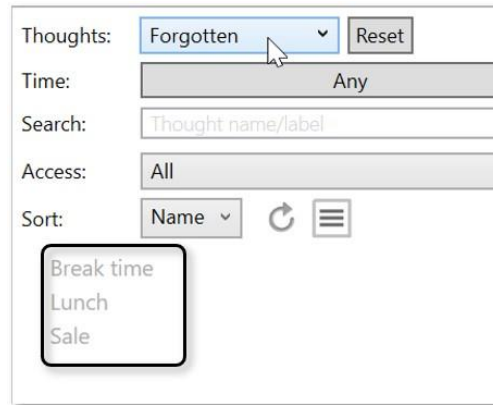 Thoughts: Forgotten Reset
Time: Any
Search: Thought name/label
Access: All
Sort: Name
Break time
Lunch
Sale